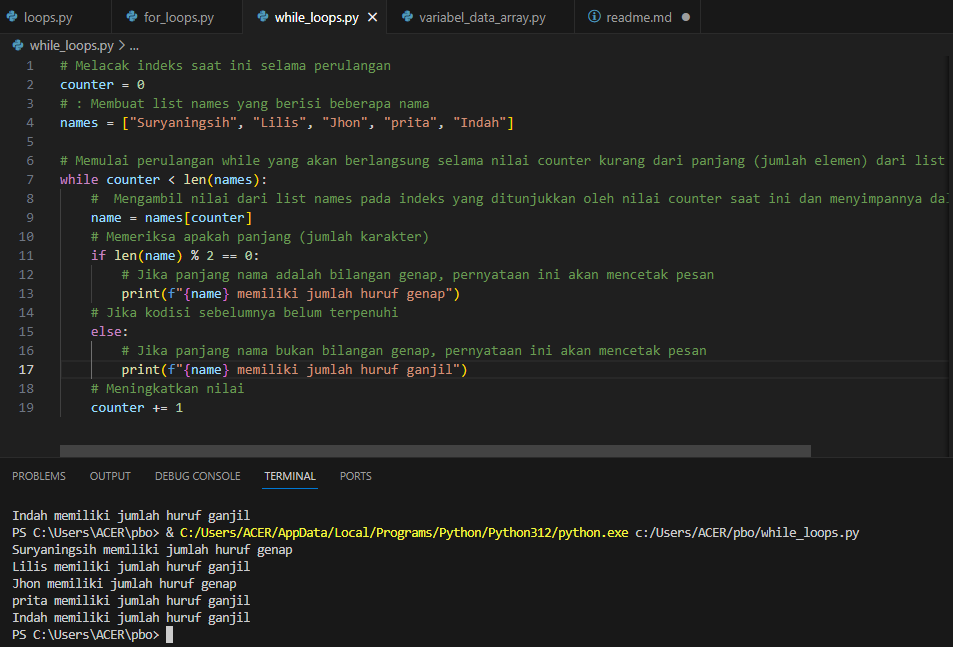 loops.py for_loops.py while_loops.py variabel_data_array.py readme.md
while_loops.py > ...
1 # Melacak indeks saat ini selama perulangan
2 counter = 0
3 # : Membuat list names yang berisi beberapa nama
4 names = ["Suryaningsih", "Lilis", "Jhon", "prita", "Indah"]
5
6 # Memulai perulangan while yang akan berlangsung selama nilai counter kurang dari panjang (jumlah elemen) dari list
7 while counter < len(names):
8 #  Mengambil nilai dari list names pada indeks yang ditunjukkan oleh nilai counter saat ini dan menyimpannya dal
9 name = names[counter]
10 # Memeriksa apakah panjang (jumlah karakter)
11 if len(name) % 2 == 0:
12 # Jika panjang nama adalah bilangan genap, pernyataan ini akan mencetak pesan
13 print(f"{name} memiliki jumlah huruf genap")
14 # Jika kodisi sebelumnya belum terpenuhi
15 else:
16 # Jika panjang nama bukan bilangan genap, pernyataan ini akan mencetak pesan
17 print(f"{name} memiliki jumlah huruf ganjil")
18 # Meningkatkan nilai
19 counter += 1
PROBLEMS OUTPUT DEBUG CONSOLE TERMINAL PORTS
Indah memiliki jumlah huruf ganjil
PS C:\Users\ACER\pbo> & C:/Users/ACER/AppData/Local/Programs/Python/Python312/python.exe c:/Users/ACER/pbo/while_loops.py
Suryaningsih memiliki jumlah huruf genap
Lilis memiliki jumlah huruf ganjil
Jhon memiliki jumlah huruf genap
prita memiliki jumlah huruf ganjil
Indah memiliki jumlah huruf ganjil
PS C:\Users\ACER\pbo>